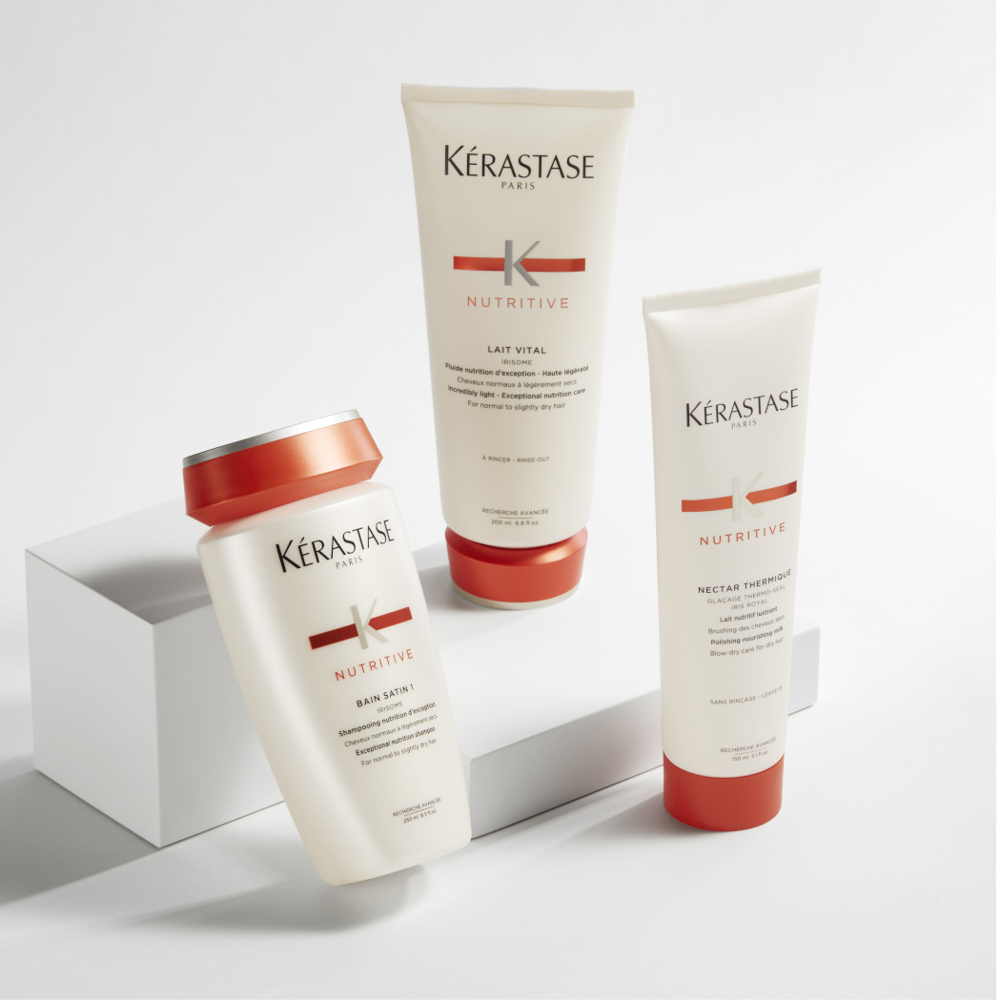 KÉRASTASE
PARIS
K
NUTRITIVE
LAIT VITAL
IRISOME
Fluide nutrition d'exception - Haute légèreté
Cheveux normaux à légèrement secs
Incredibly light - Exceptional nutrition care
For normal to slightly dry hair
À RINCER - RINSE-OUT
RECHERCHE AVANCÉE
200 ml 6.8 fl.oz.
KÉRASTASE
PARIS
K
NUTRITIVE
NECTAR THERMIQUE
GLAÇAGE THERMO-SEAL
IRIS ROYAL
Lait nutritif lustrant
Brushing des cheveux secs
Polishing nourishing milk
Blow-dry care for dry hair
SANS RINÇAGE - LEAVE-IN
RECHERCHE AVANCÉE
150 ml 5.1 fl.oz.
KÉRASTASE
PARIS
K
NUTRITIVE
BAIN SATIN 1
IRISOME
Shampooing nutrition d'exception
Cheveux normaux à légèrement secs
Exceptional nutrition shampoo
For normal to slightly dry hair
RECHERCHE AVANCÉE
250 ml 8.5 fl.oz.